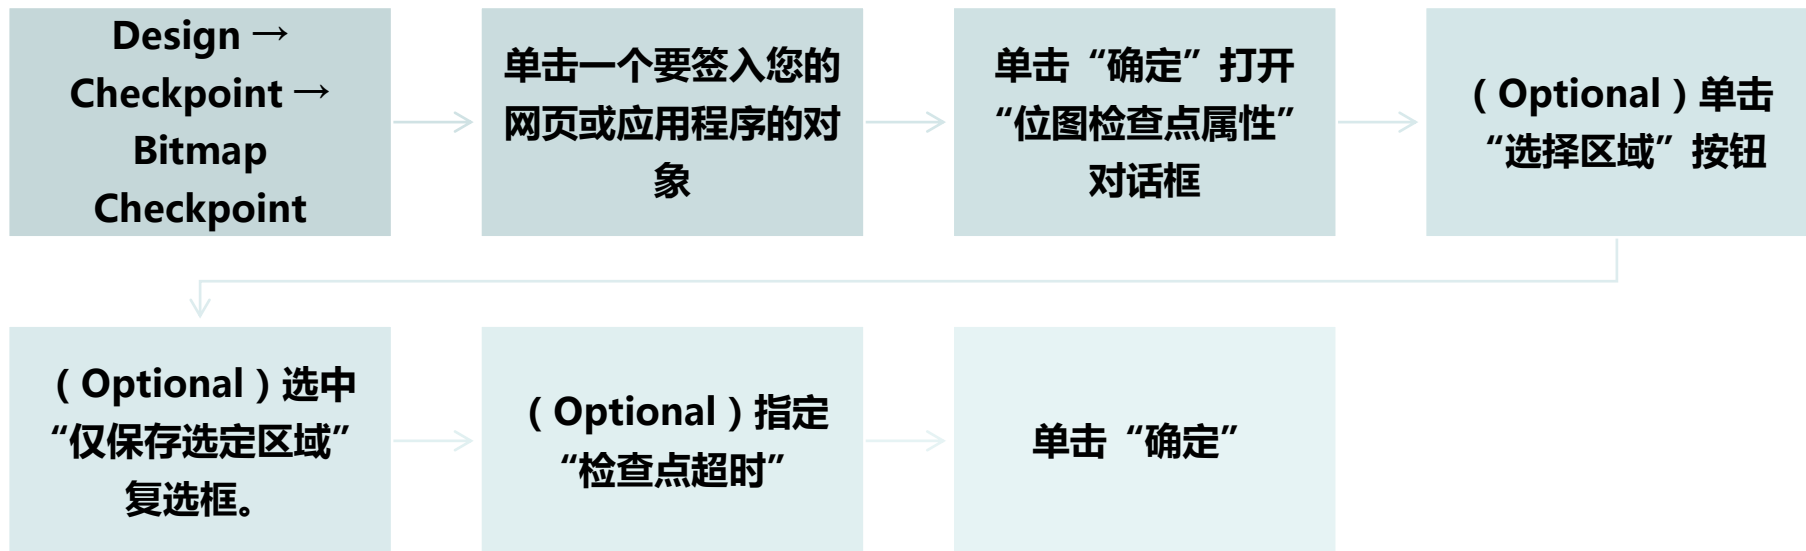 Design →
Checkpoint →
Bitmap
Checkpoint
单击一个要签入您的
网页或应用程序的对
象
单击“确定”打开
“位图检查点属性”
对话框
（Optional）单击
“选择区域”按钮
（Optional）选中
“仅保存选定区域”
复选框。
（Optional）指定
“检查点超时”
单击“确定”